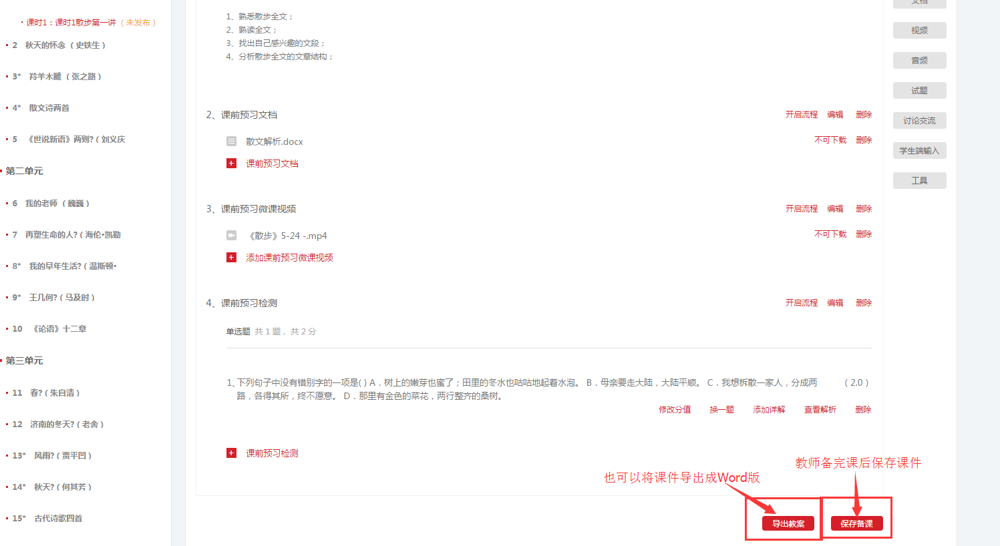 课时1：课时1散步第一讲（未发布）
2 秋天的怀念（史铁生）
3* 羚羊木雕（张之路）
4* 散文诗两首
5 《世说新语》两则?（刘义庆
第二单元
6 我的老师（魏巍）
7 再塑生命的人?（海伦•凯勒
8* 我的早年生活?（温斯顿•
9* 王几何?（马及时）
10 《论语》十二章
第三单元
11 春?（朱自清）
12 济南的冬天?（老舍）
13* 风雨?（贾平凹）
14* 秋天?（何其芳）
15* 古代诗歌四首
1、熟悉散步全文；
2、熟读全文；
3、找出自己感兴趣的文段；
4、分析散步全文的文章结构；
2、课前预习文档 开启流程 编辑 删除
散文解析.docx 不可下载 删除
课前预习文档
3、课前预习微课视频 开启流程 编辑 删除
《散步》5-24 -.mp4 不可下载 删除
添加课前预习微课视频
4、课前预习检测 开启流程 编辑 删除
单选题 共 1 题， 共 2 分
1、下列句子中没有错别字的一项是( ) A．树上的嫩芽也蜜了；田里的冬水也咕咕地起着水泡。 B．母亲要走大陆，大陆平顺。 C．我想柝散一家人，分成两 （ 2.0 ）
路，各得其所，终不愿意。 D．那里有金色的菜花，两行整齐的桑树。
修改分值 换一题 添加详解 查看解析 删除
课前预习检测
教师备完课后保存课件
也可以将课件导出成Word版
导出教案 保存备课
文档
视频
音频
试题
讨论交流
学生端输入
工具